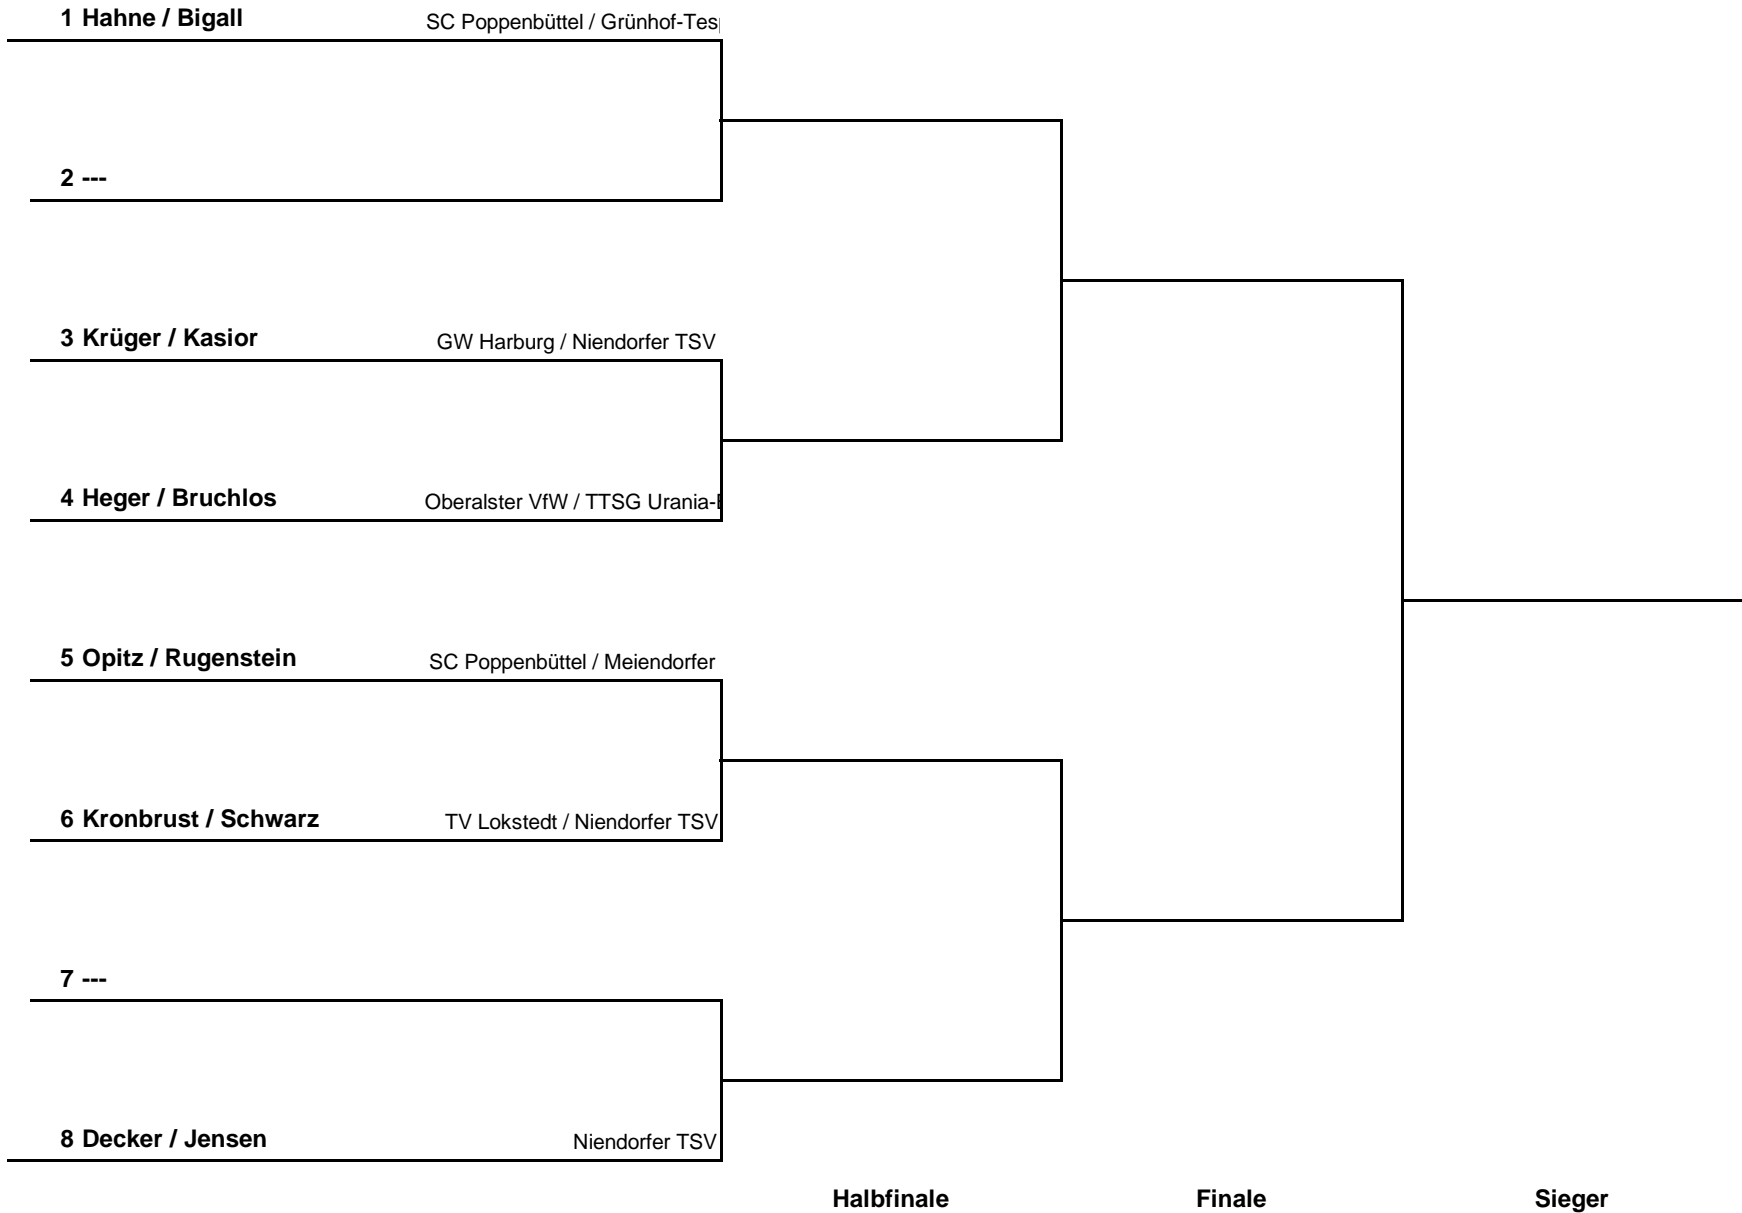 1 Hahne / Bigall SC Poppenbüttel / Grünhof-Tesp
2 ---
3 Krüger / Kasior GW Harburg / Niendorfer TSV
4 Heger / Bruchlos Oberalster VfW / TTSG Urania-
5 Opitz / Rugenstein SC Poppenbüttel / Meiendorfer
6 Kronbrust / Schwarz TV Lokstedt / Niendorfer TSV
7 ---
8 Decker / Jensen Niendorfer TSV
Halbfinale Finale Sieger